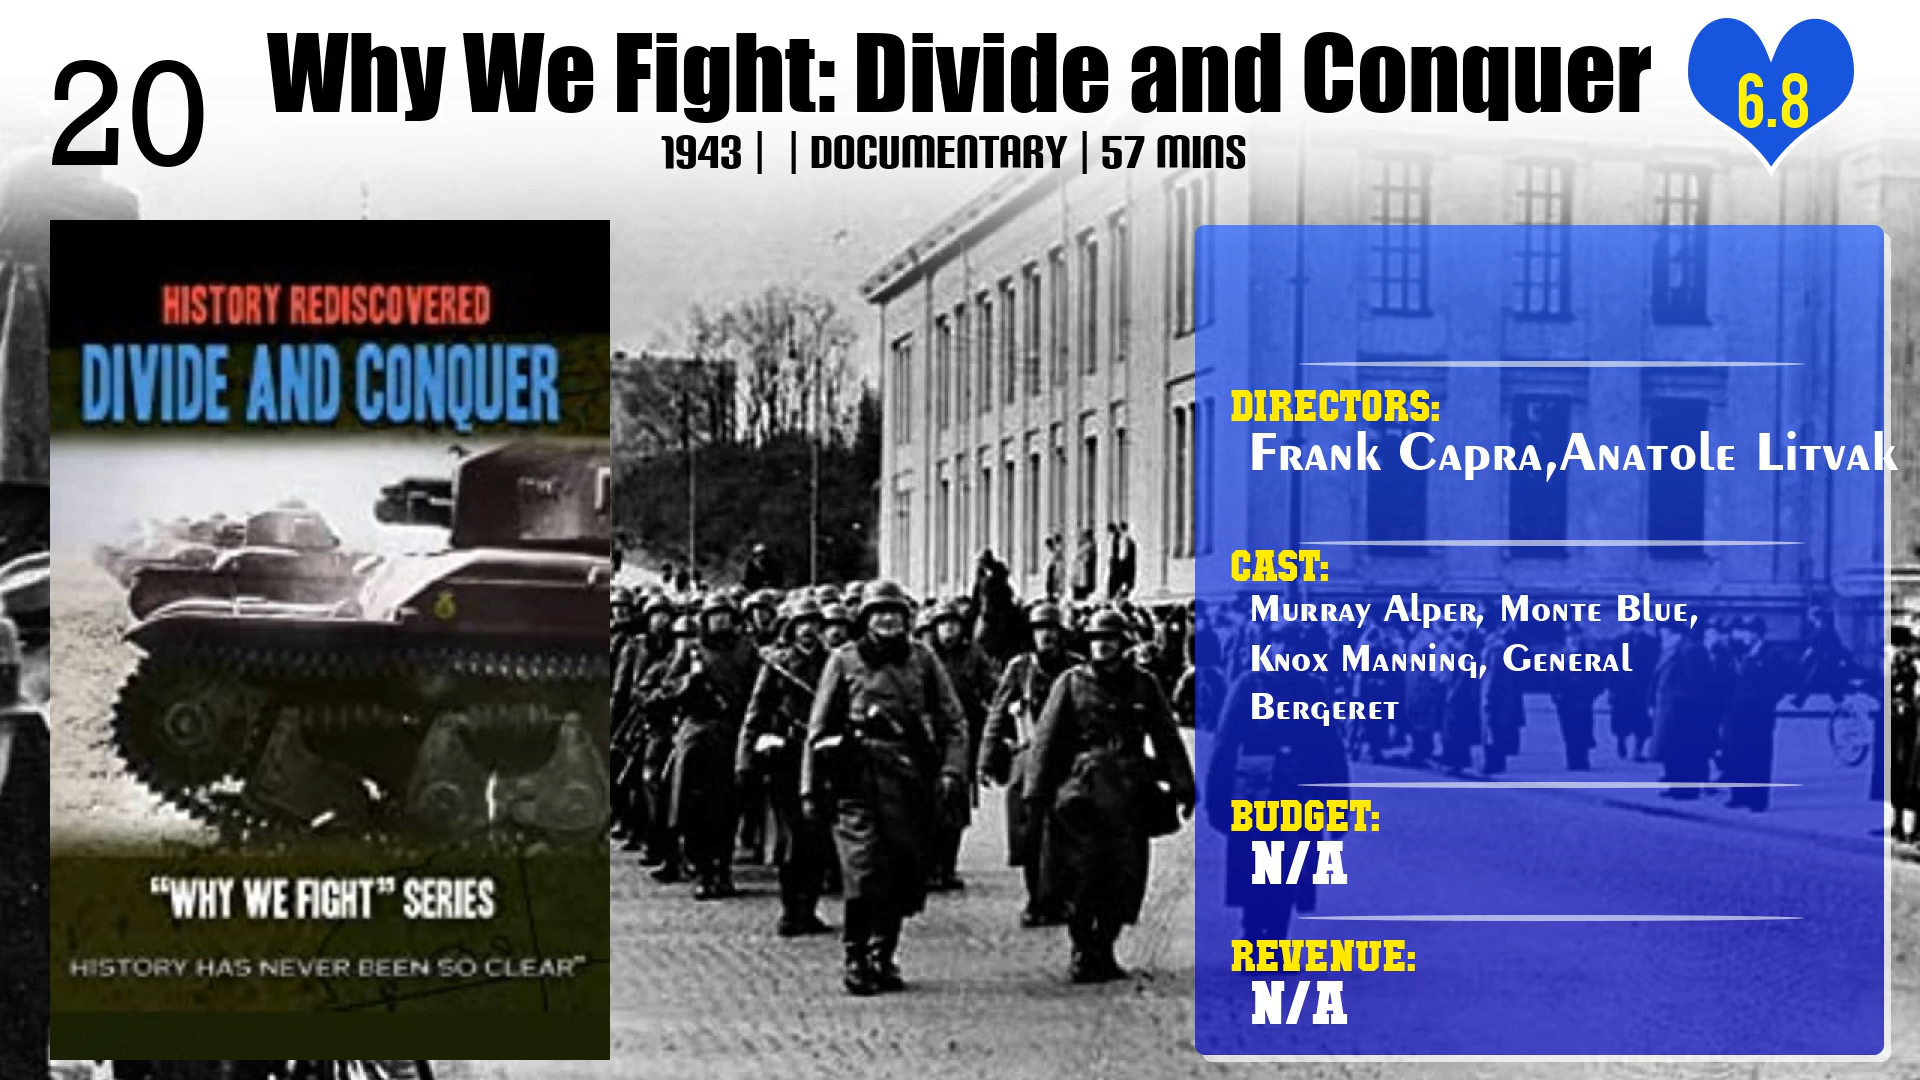 20
Why We Fight: Divide and Conquer
6.8
1943 | | DOCUMENTARY | 57 MINS
HISTORY REDISCOVERED
DIVIDE AND CONQUER
"WHY WE FIGHT" SERIES
HISTORY HAS NEVER BEEN SO CLEAR"
DIRECTORS:
Frank Capra,Anatole Litvak
CAST:
Murray Alper, Monte Blue,
Knox Manning, General
Bergeret
BUDGET:
N/A
REVENUE:
N/A